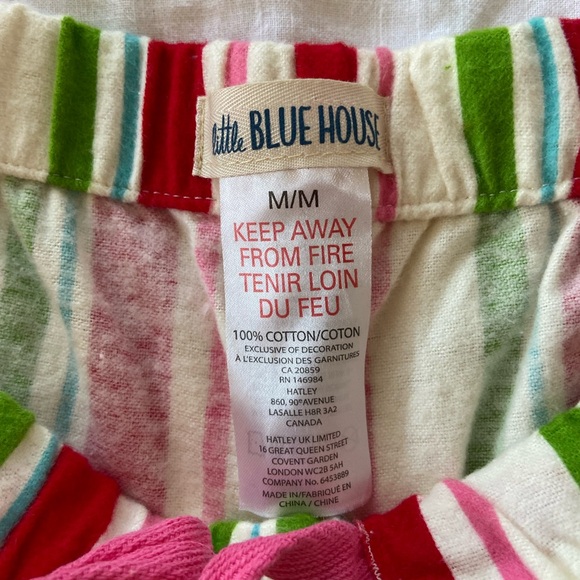 little BLUE HOUSE
M/M
KEEP AWAY
FROM FIRE
TENIR LOIN
DU FEU
100% COTTON/COTON
EXCLUSIVE OF DECORATION
À L'EXCLUSION DES GARNITURES
CA 20859
RN 146984
HATLEY
860, 90e AVENUE
LASALLE H8R 3A2
CANADA
HATLEY UK LIMITED
16 GREAT QUEEN STREET
COVENT GARDEN
LONDON WC2B 5AH
COMPANY No. 6453889
MADE IN/FABRIQUÉ EN
CHINA / CHINE